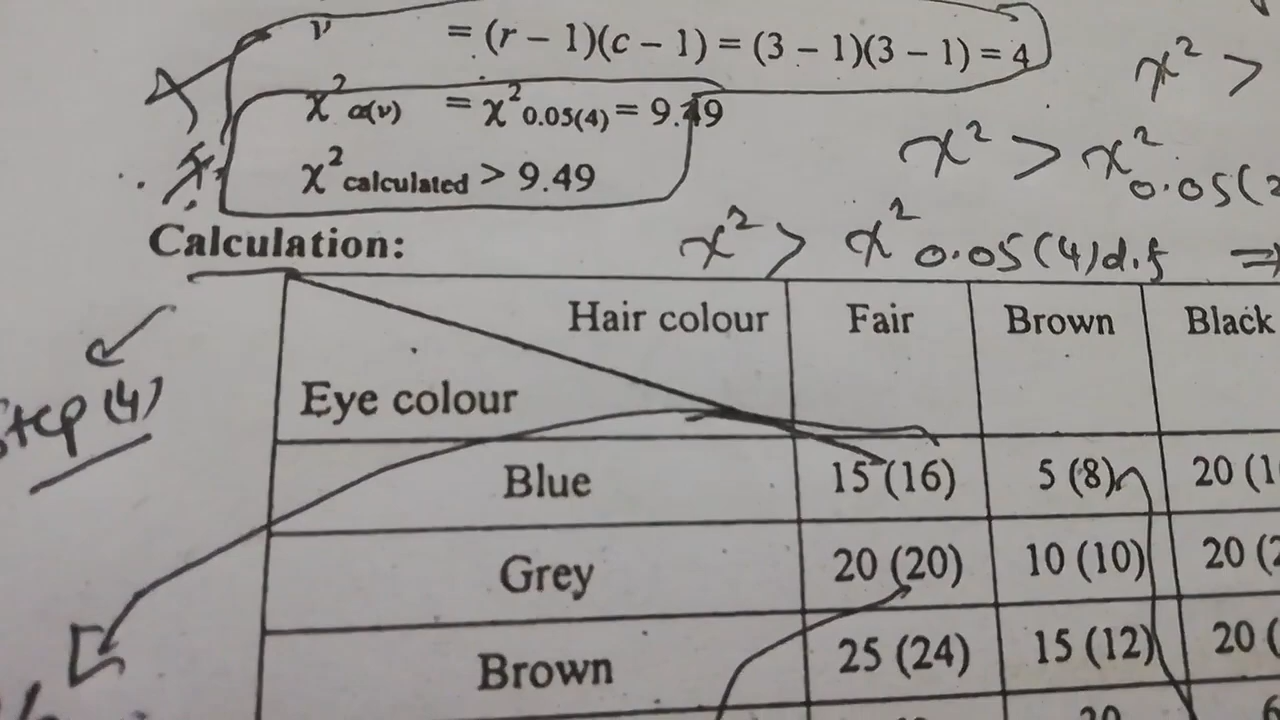 ν = (r − 1)(c − 1) = (3 − 1)(3 − 1) = 4
χ² >
χ²α(ν) = χ²0.05(4) = 9.49
χ² > χ²0.05(
χ²calculated > 9.49
Calculation:
χ² > χ²0.05(4)d.f ⇒
Hair colour Fair Brown Black
Eye colour
Step (4)
Blue 15 (16) 5 (8) 20 (1
Grey 20 (20) 10 (10) 20 (2
Brown 25 (24) 15 (12) 20 (